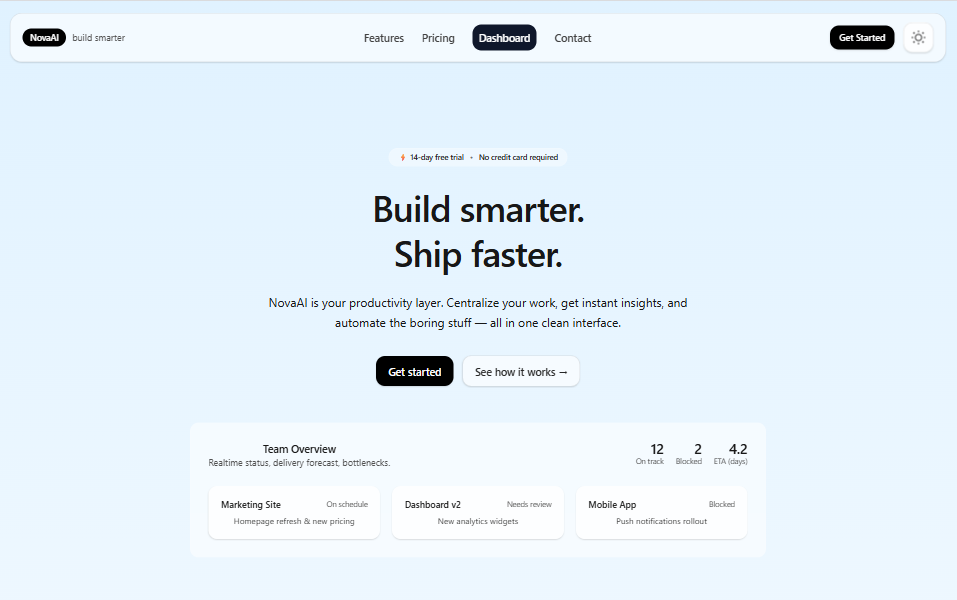 NovaAI build smarter Features Pricing Dashboard Contact Get Started
14-day free trial • No credit card required
Build smarter.
Ship faster.
NovaAI is your productivity layer. Centralize your work, get instant insights, and
automate the boring stuff — all in one clean interface.
Get started See how it works →
Team Overview
Realtime status, delivery forecast, bottlenecks.
12 2 4.2
On track Blocked ETA (days)
Marketing Site On schedule
Homepage refresh & new pricing
Dashboard v2 Needs review
New analytics widgets
Mobile App Blocked
Push notifications rollout